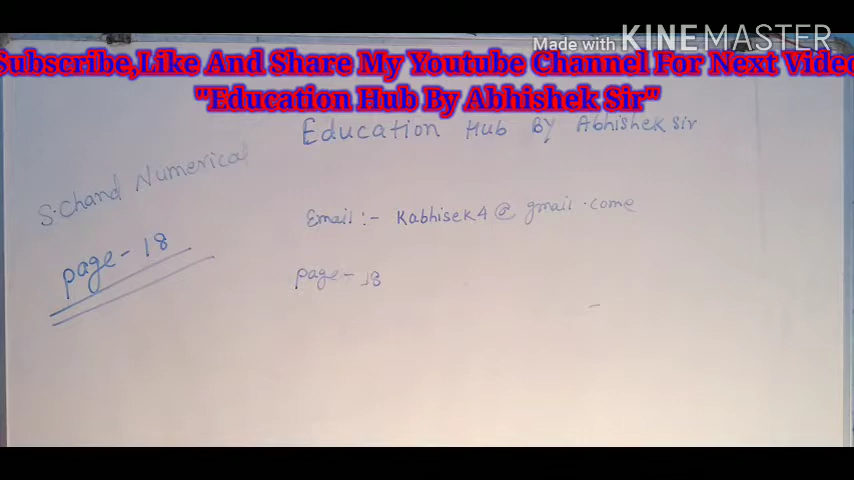 Made with KINEMASTER
Subscribe,Like And Share My Youtube Channel For Next Video
"Education Hub By Abhishek Sir"
Education Hub By Abhishek Sir
S.Chand Numerical
Email :- Kabhisek4@gmail.come
page - 18
page - 18